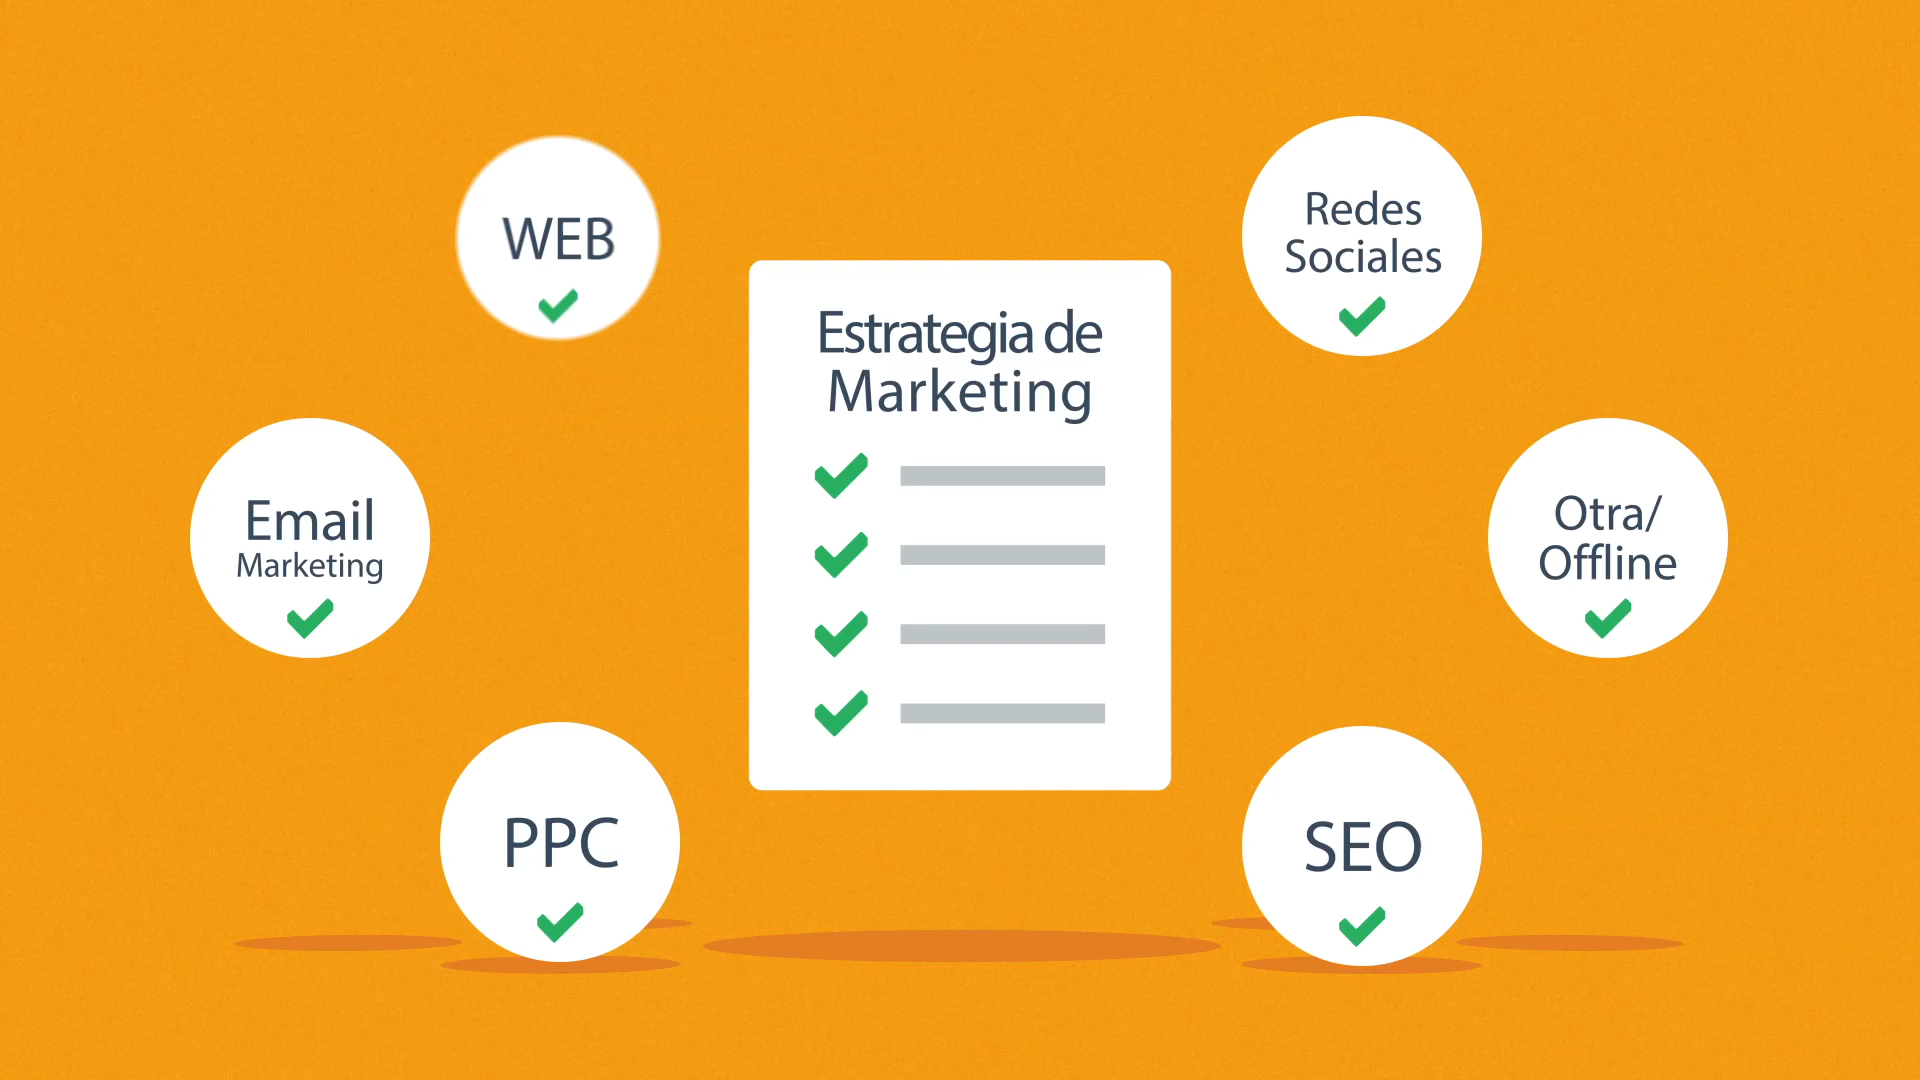 WEB
Redes
Sociales
Estrategia de
Marketing
Email
Marketing
Otra/
Offline
PPC
SEO